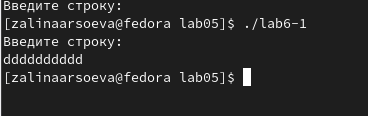 Введите строку:
[zalinaarsoeva@fedora lab05]$ ./lab6-1
Введите строку:
dddddddddd
[zalinaarsoeva@fedora lab05]$